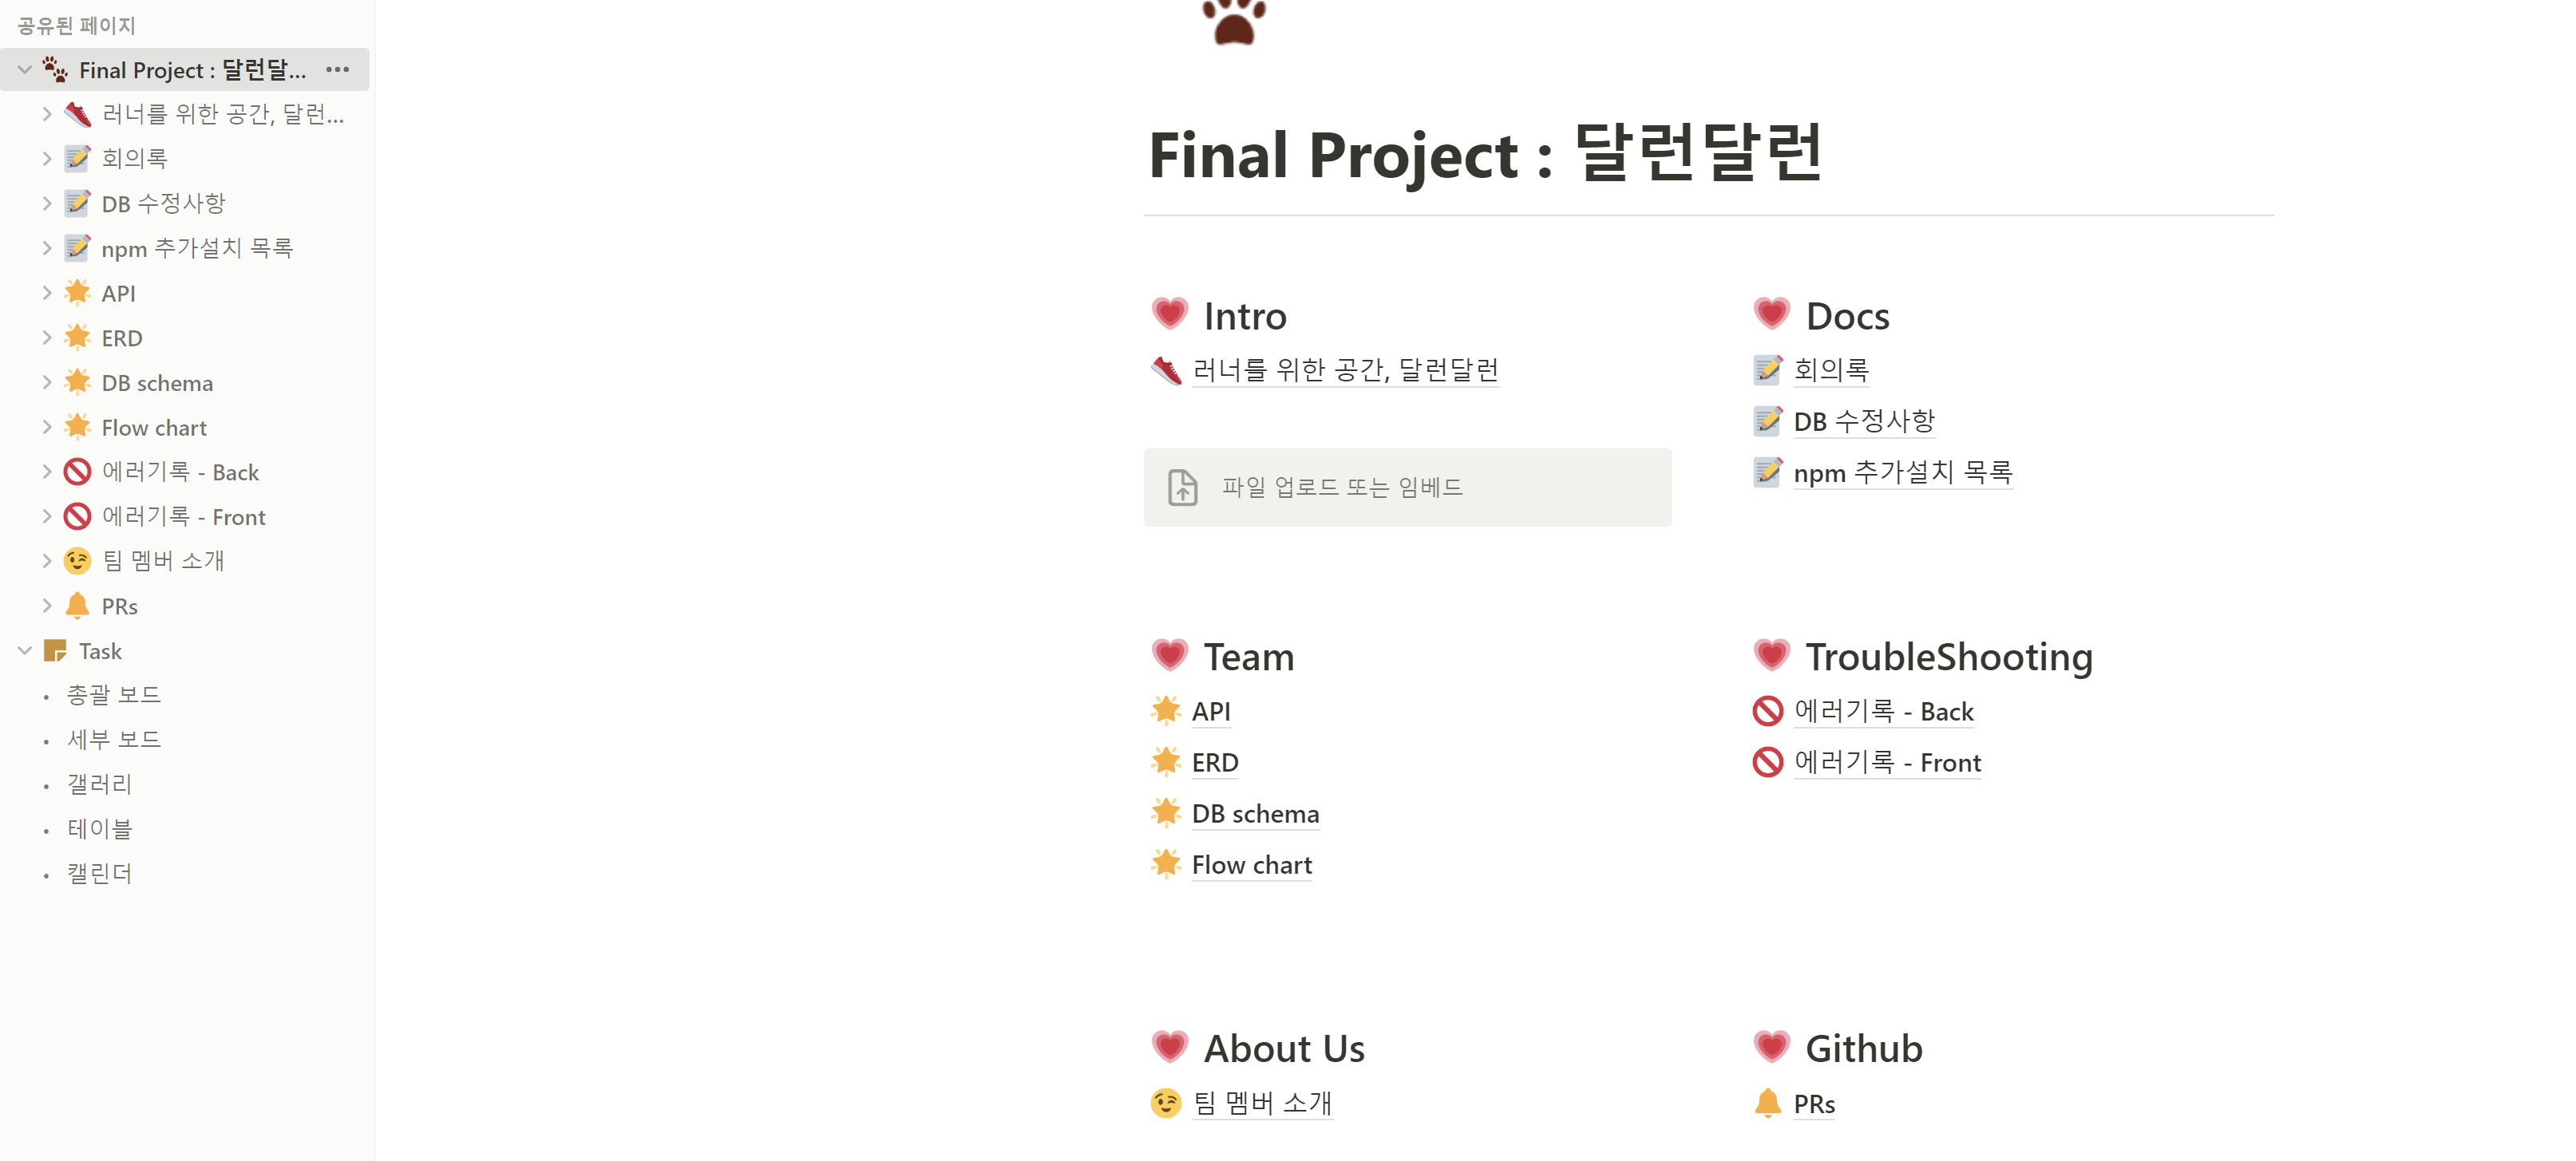 공유된 페이지
Final Project : 달런달...
러너를 위한 공간, 달런...
회의록
DB 수정사항
npm 추가설치 목록
API
ERD
DB schema
Flow chart
에러기록 - Back
에러기록 - Front
팀 멤버 소개
PRs
Task
총괄 보드
세부 보드
갤러리
테이블
캘린더
Final Project : 달런달런
Intro
러너를 위한 공간, 달런달런
파일 업로드 또는 임베드
Docs
회의록
DB 수정사항
npm 추가설치 목록
Team
API
ERD
DB schema
Flow chart
TroubleShooting
에러기록 - Back
에러기록 - Front
About Us
팀 멤버 소개
Github
PRs